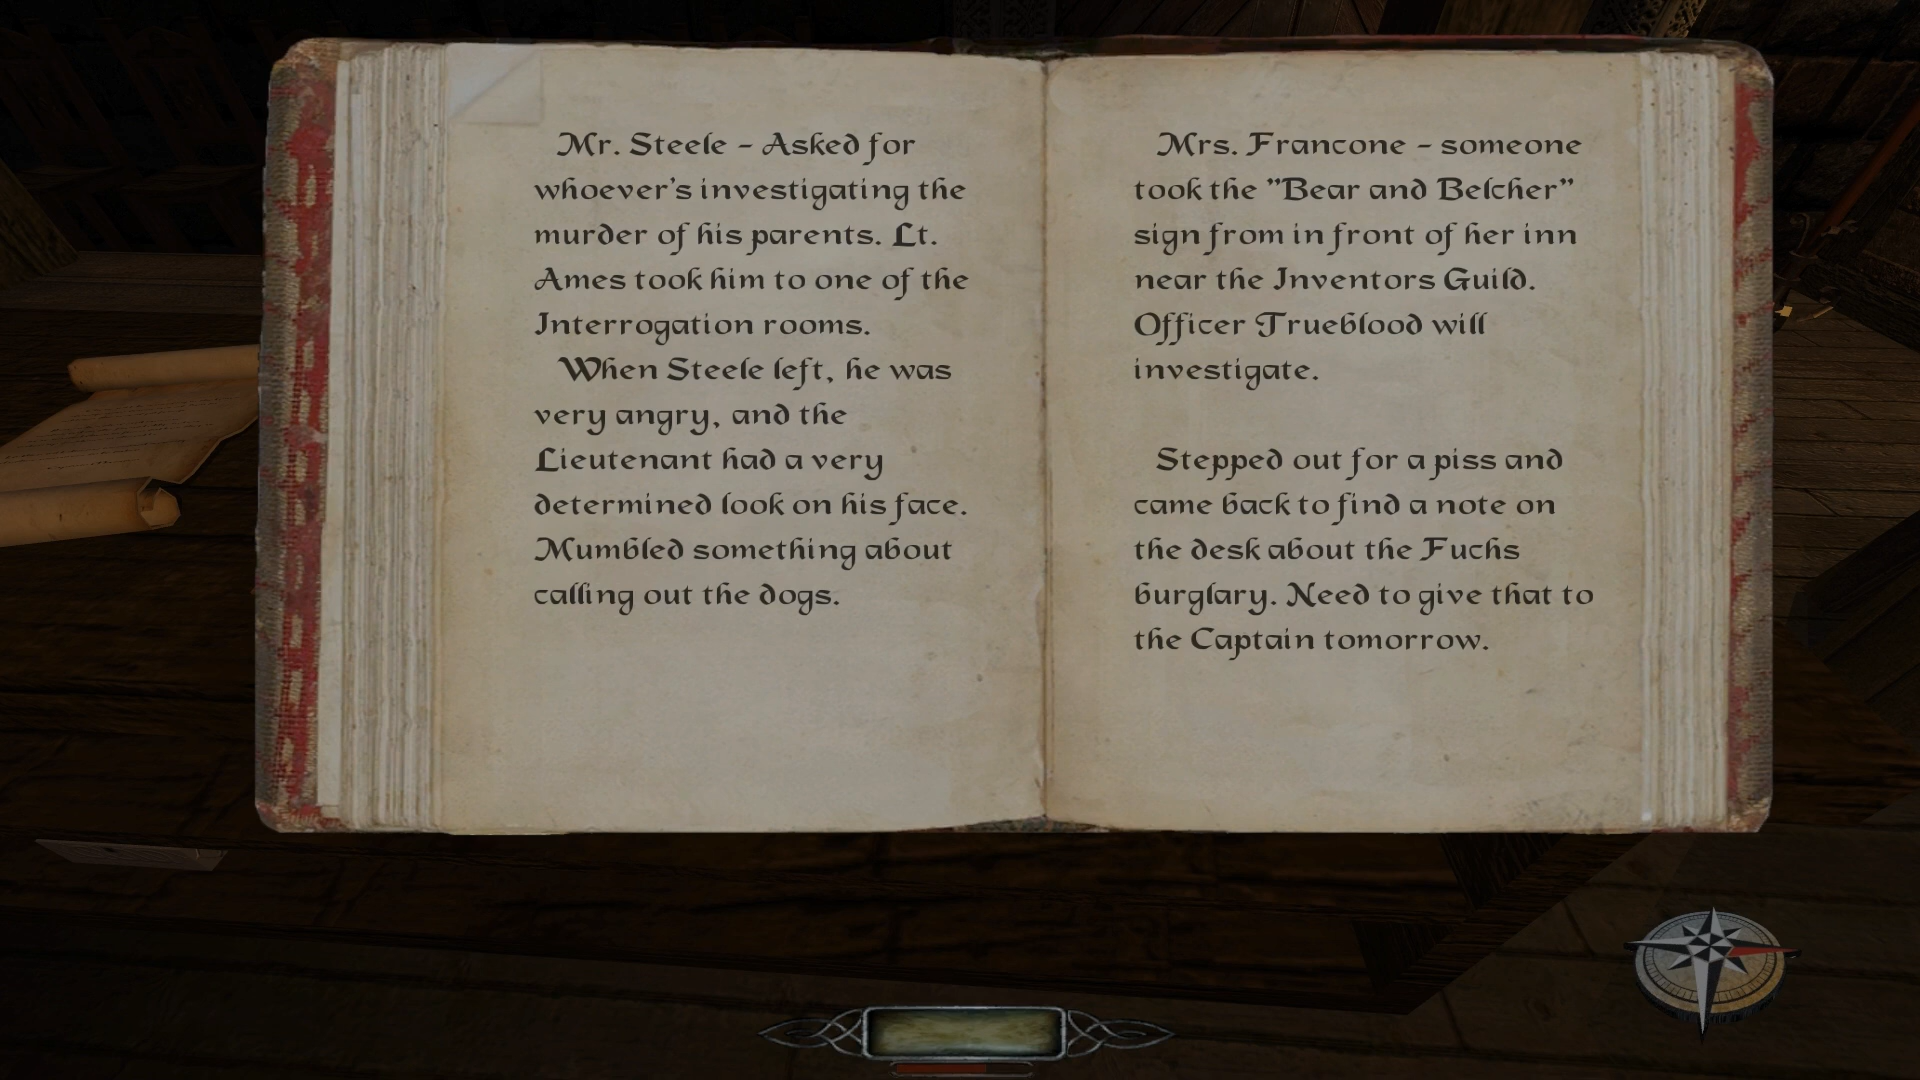 Mr. Steele - Asked for
whoever's investigating the
murder of his parents. Lt.
Ames took him to one of the
Interrogation rooms.
When Steele left, he was
very angry, and the
Lieutenant had a very
determined look on his face.
Mumbled something about
calling out the dogs.
Mrs. Francone - someone
took the "Bear and Belcher"
sign from in front of her inn
near the Inventors Guild.
Officer Trueblood will
investigate.
Stepped out for a piss and
came back to find a note on
the desk about the Fuchs
burglary. Need to give that to
the Captain tomorrow.